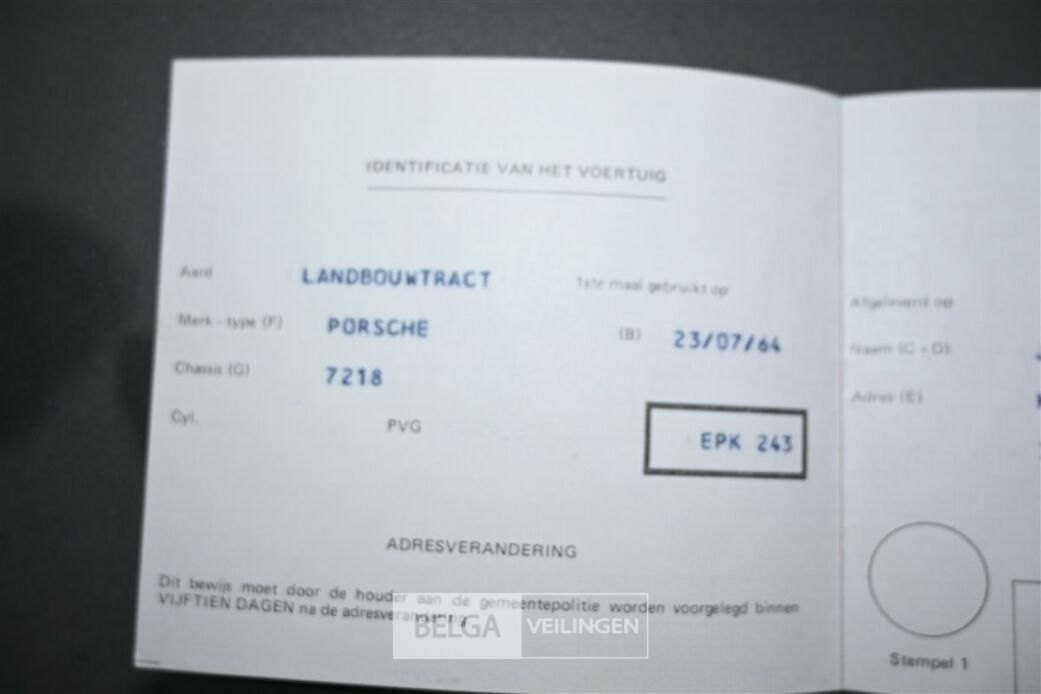 IDENTIFICATIE VAN HET VOERTUIG
Aard LANDBOUWTRACT 1ste maal gebruikt op
Merk - type (F) PORSCHE (B) 23/07/64
Chassis (G) 7218
Cyl. PVG EPK 243
ADRESVERANDERING
Dit bewijs moet door de houder aan de gemeentepolitie worden voorgelegd binnen
VIJFTIEN DAGEN na de adresverandering.
BELGA VEILINGEN
Afgeleverd op
Naam (C + D)
Adres (E)
Stempel 1